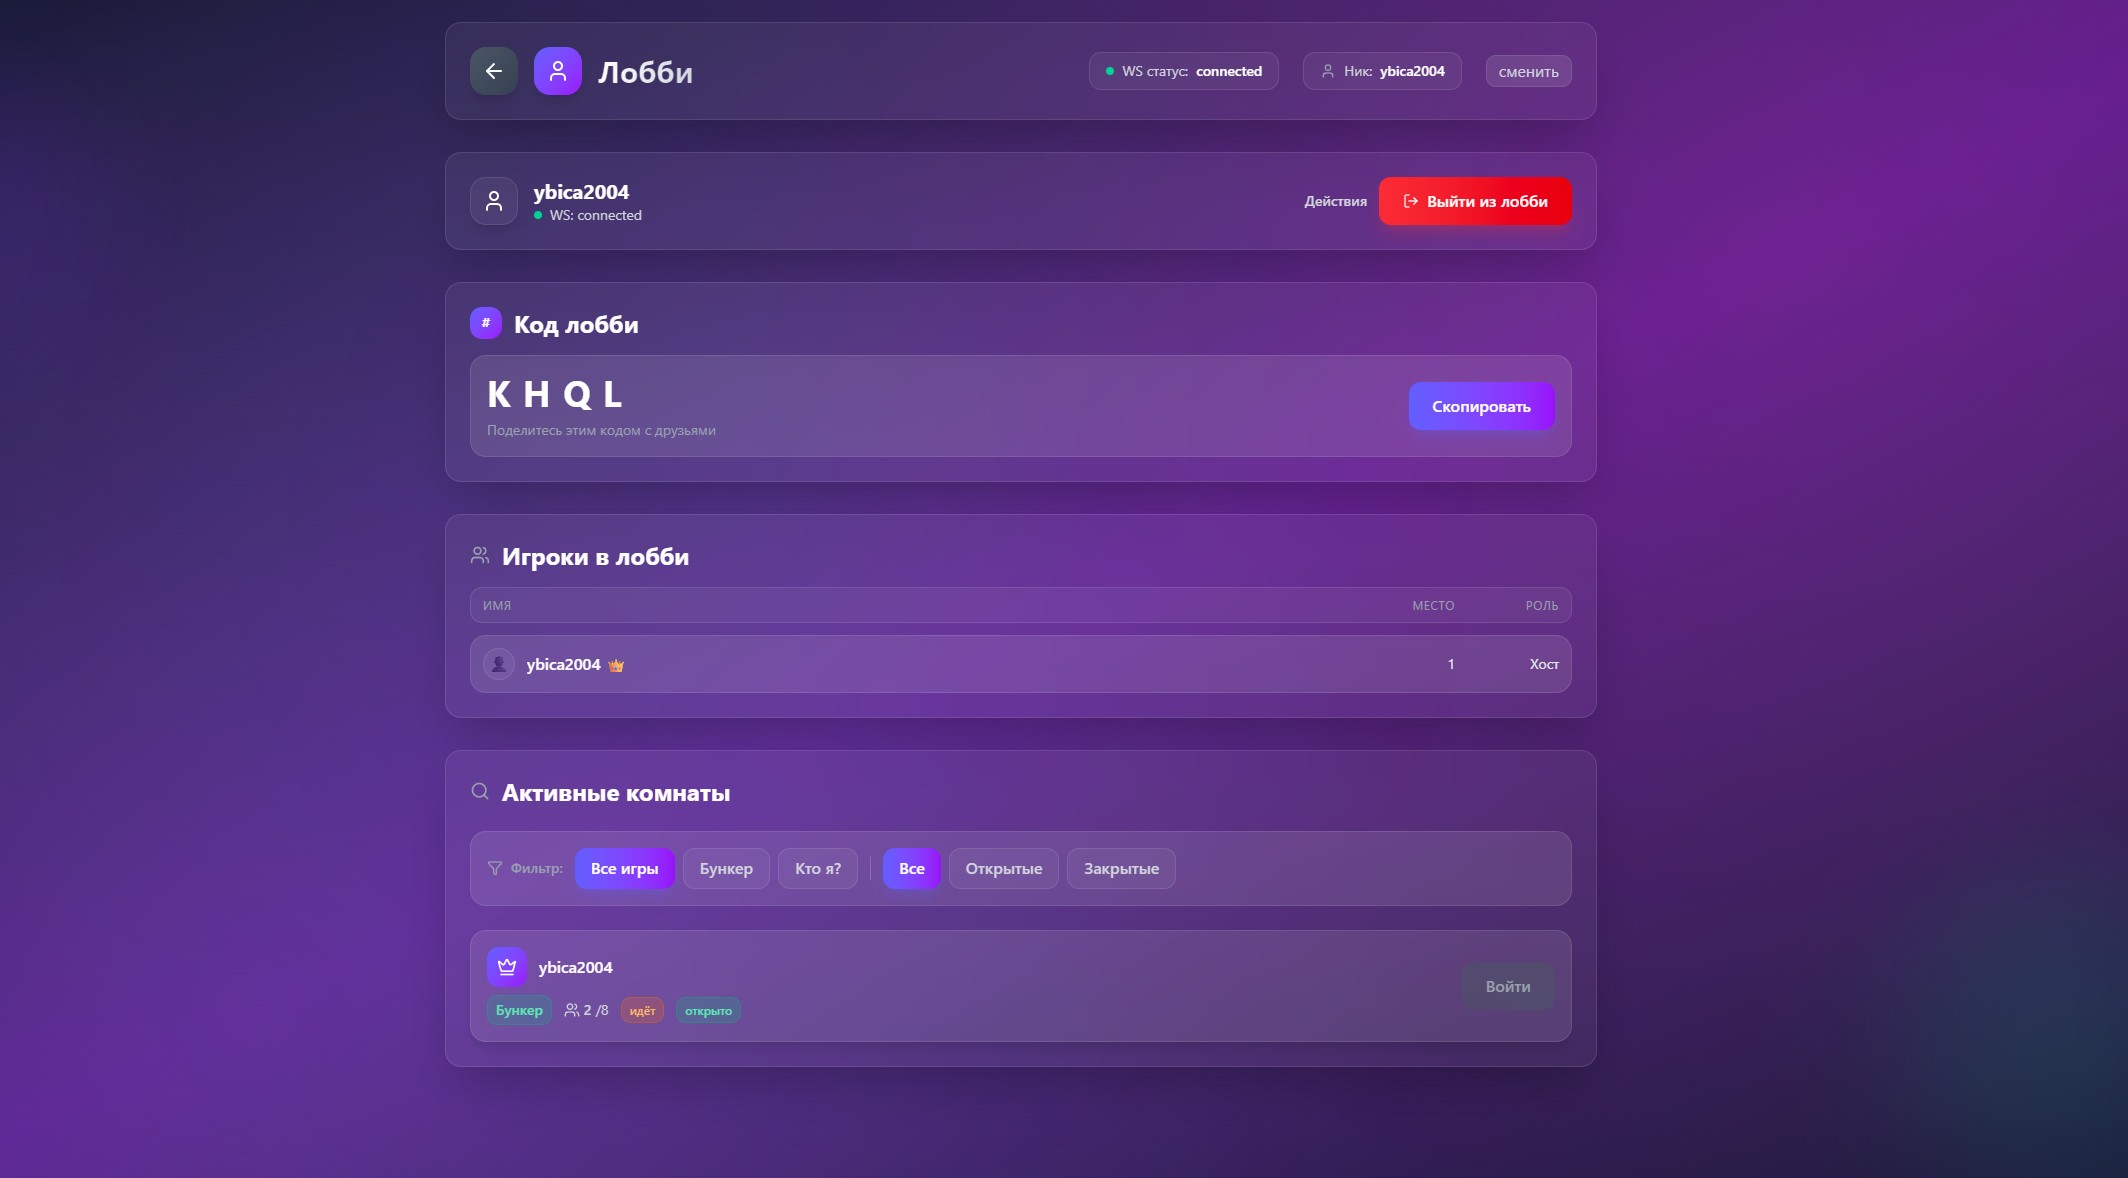 Лобби
WS статус: connected
Ник: ybica2004
сменить
ybica2004
WS: connected
Действия
Выйти из лобби
# Код лобби
K H Q L
Поделитесь этим кодом с друзьями
Скопировать
Игроки в лобби
ИМЯ МЕСТО РОЛЬ
ybica2004 1 Хост
Активные комнаты
Фильтр: Все игры Бункер Кто я? Все Открытые Закрытые
ybica2004
Войти
Бункер 2 /8 идёт открыто